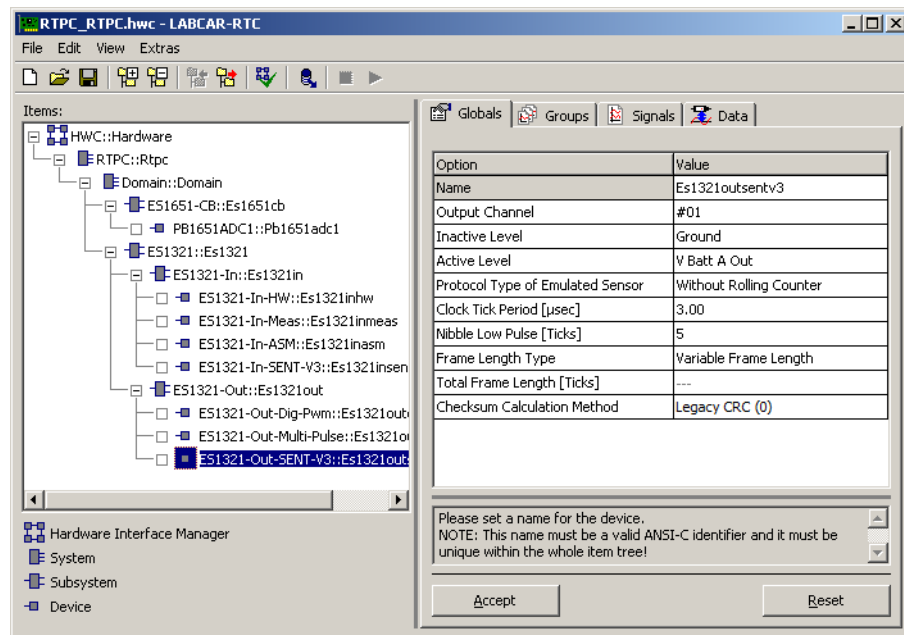 RTPC_RTPC.hwc - LABCAR-RTC
File Edit View Extras
Items:
HWC::Hardware
RTPC::Rtpc
Domain::Domain
ES1651-CB::Es1651cb
PB1651ADC1::Pb1651adc1
ES1321::Es1321
ES1321-In::Es1321in
ES1321-In-HW::Es1321inhw
ES1321-In-Meas::Es1321inmeas
ES1321-In-ASM::Es1321inasm
ES1321-In-SENT-V3::Es1321insen
ES1321-Out::Es1321out
ES1321-Out-Dig-Pwm::Es1321out
ES1321-Out-Multi-Pulse::Es1321o
ES1321-Out-SENT-V3::Es1321out
Hardware Interface Manager
System
Subsystem
Device
Globals Groups Signals Data
Option Value
Name Es1321outsentv3
Output Channel #01
Inactive Level Ground
Active Level V Batt A Out
Protocol Type of Emulated Sensor Without Rolling Counter
Clock Tick Period [µsec] 3.00
Nibble Low Pulse [Ticks] 5
Frame Length Type Variable Frame Length
Total Frame Length [Ticks] ---
Checksum Calculation Method Legacy CRC (0)
Please set a name for the device.
NOTE: This name must be a valid ANSI-C identifier and it must be
unique within the whole item tree!
Accept Reset